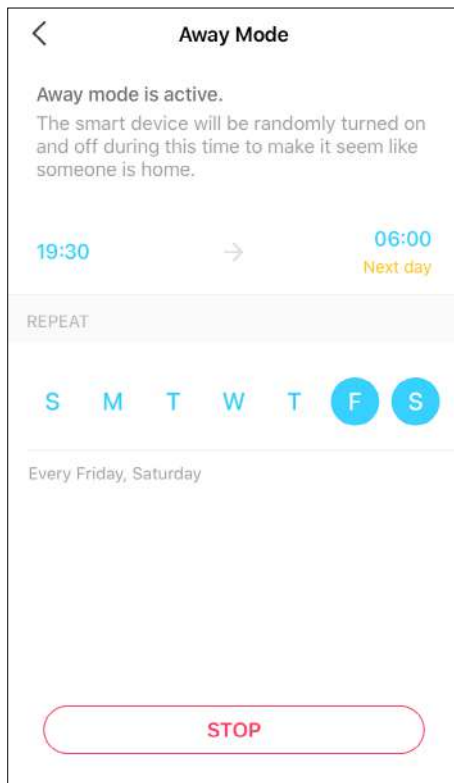 Away Mode
Away mode is active.
The smart device will be randomly turned on
and off during this time to make it seem like
someone is home.
19:30 → 06:00
Next day
REPEAT
S M T W T F S
Every Friday, Saturday
STOP